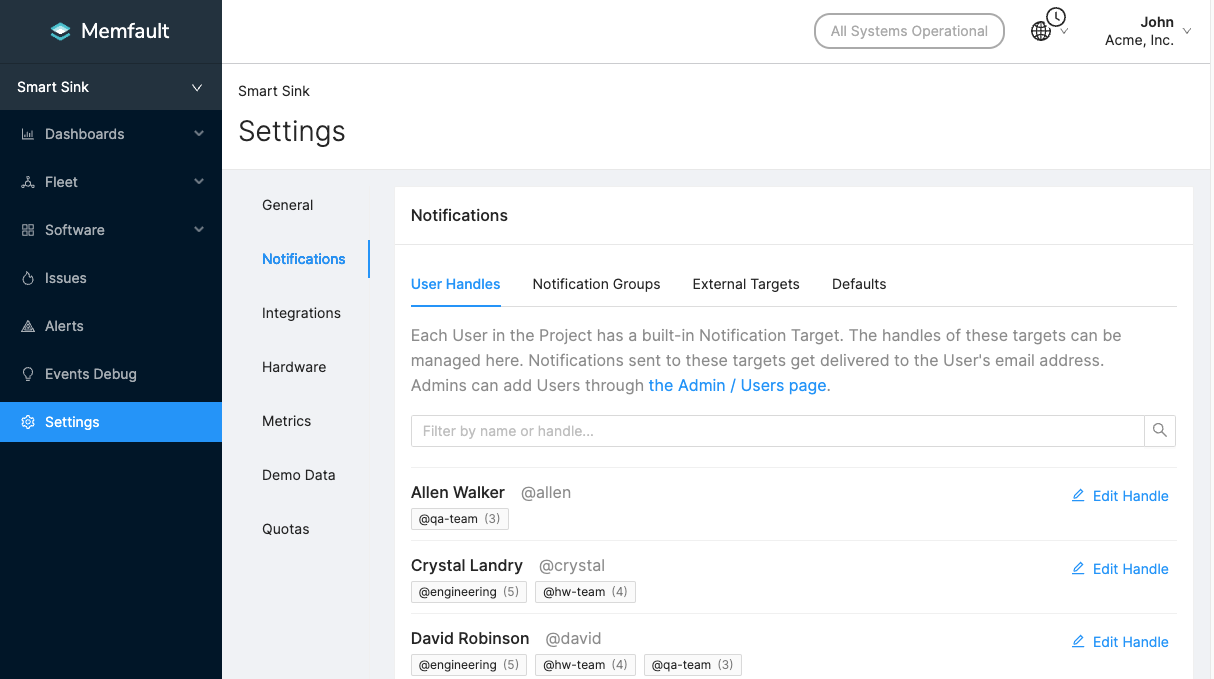 Memfault
All Systems Operational
John
Acme, Inc.
Smart Sink
Dashboards
Fleet
Software
Issues
Alerts
Events Debug
Settings
Smart Sink
Settings
General
Notifications
Integrations
Hardware
Metrics
Demo Data
Quotas
Notifications
User Handles Notification Groups External Targets Defaults
Each User in the Project has a built-in Notification Target. The handles of these targets can be
managed here. Notifications sent to these targets get delivered to the User's email address.
Admins can add Users through the Admin / Users page.
Filter by name or handle...
Allen Walker @allen
Edit Handle
@qa-team (3)
Crystal Landry @crystal
Edit Handle
@engineering (5) @hw-team (4)
David Robinson @david
Edit Handle
@engineering (5) @hw-team (4) @qa-team (3)